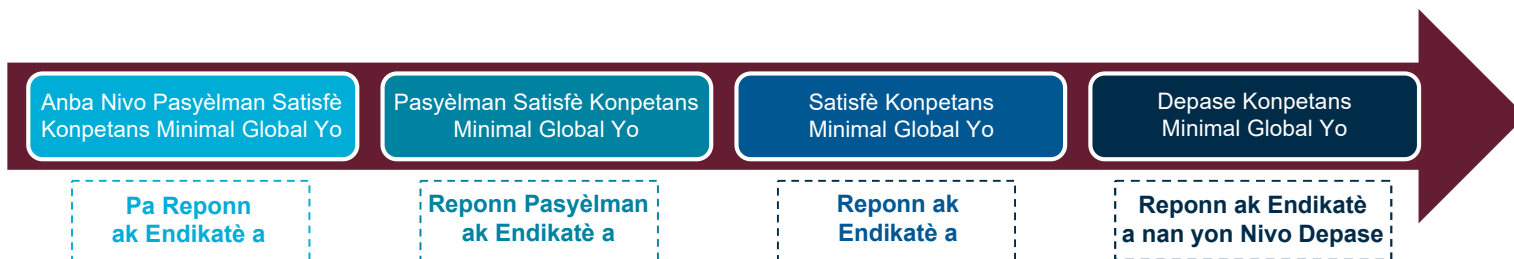 Anba Nivo Pasyèlman Satisfè
Konpetans Minimal Global Yo
Pasyèlman Satisfè Konpetans
Minimal Global Yo
Satisfè Konpetans
Minimal Global Yo
Depase Konpetans
Minimal Global Yo
Pa Reponn
ak Endikatè a
Reponn Pasyèlman
ak Endikatè a
Reponn ak
Endikatè a
Reponn ak Endikatè
a nan yon Nivo Depase